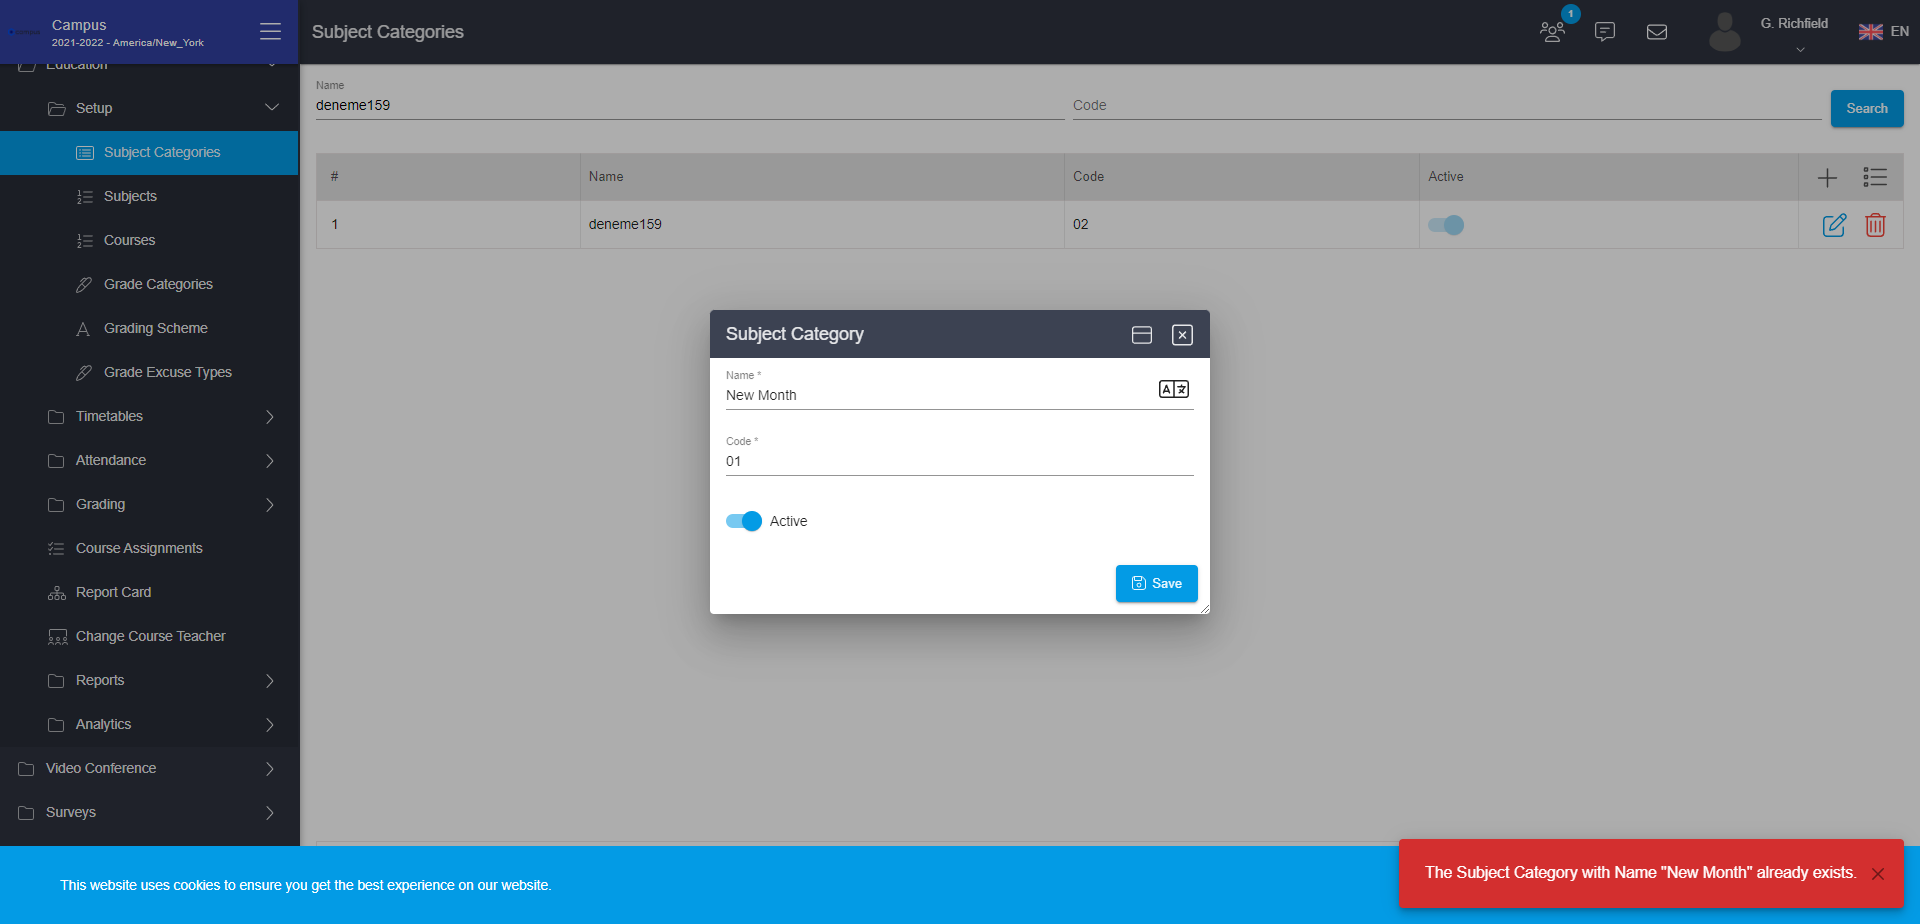 Campus
2021-2022 - America/New_York
Subject Categories
1
G. Richfield
EN
Education
Setup
Subject Categories
Subjects
Courses
Grade Categories
Grading Scheme
Grade Excuse Types
Timetables
Attendance
Grading
Course Assignments
Report Card
Change Course Teacher
Reports
Analytics
Video Conference
Surveys
Name
deneme159
Code
Search
# Name Code Active
1 deneme159 02
Subject Category
Name *
New Month
Code *
01
Active
Save
This website uses cookies to ensure you get the best experience on our website.
The Subject Category with Name "New Month" already exists.